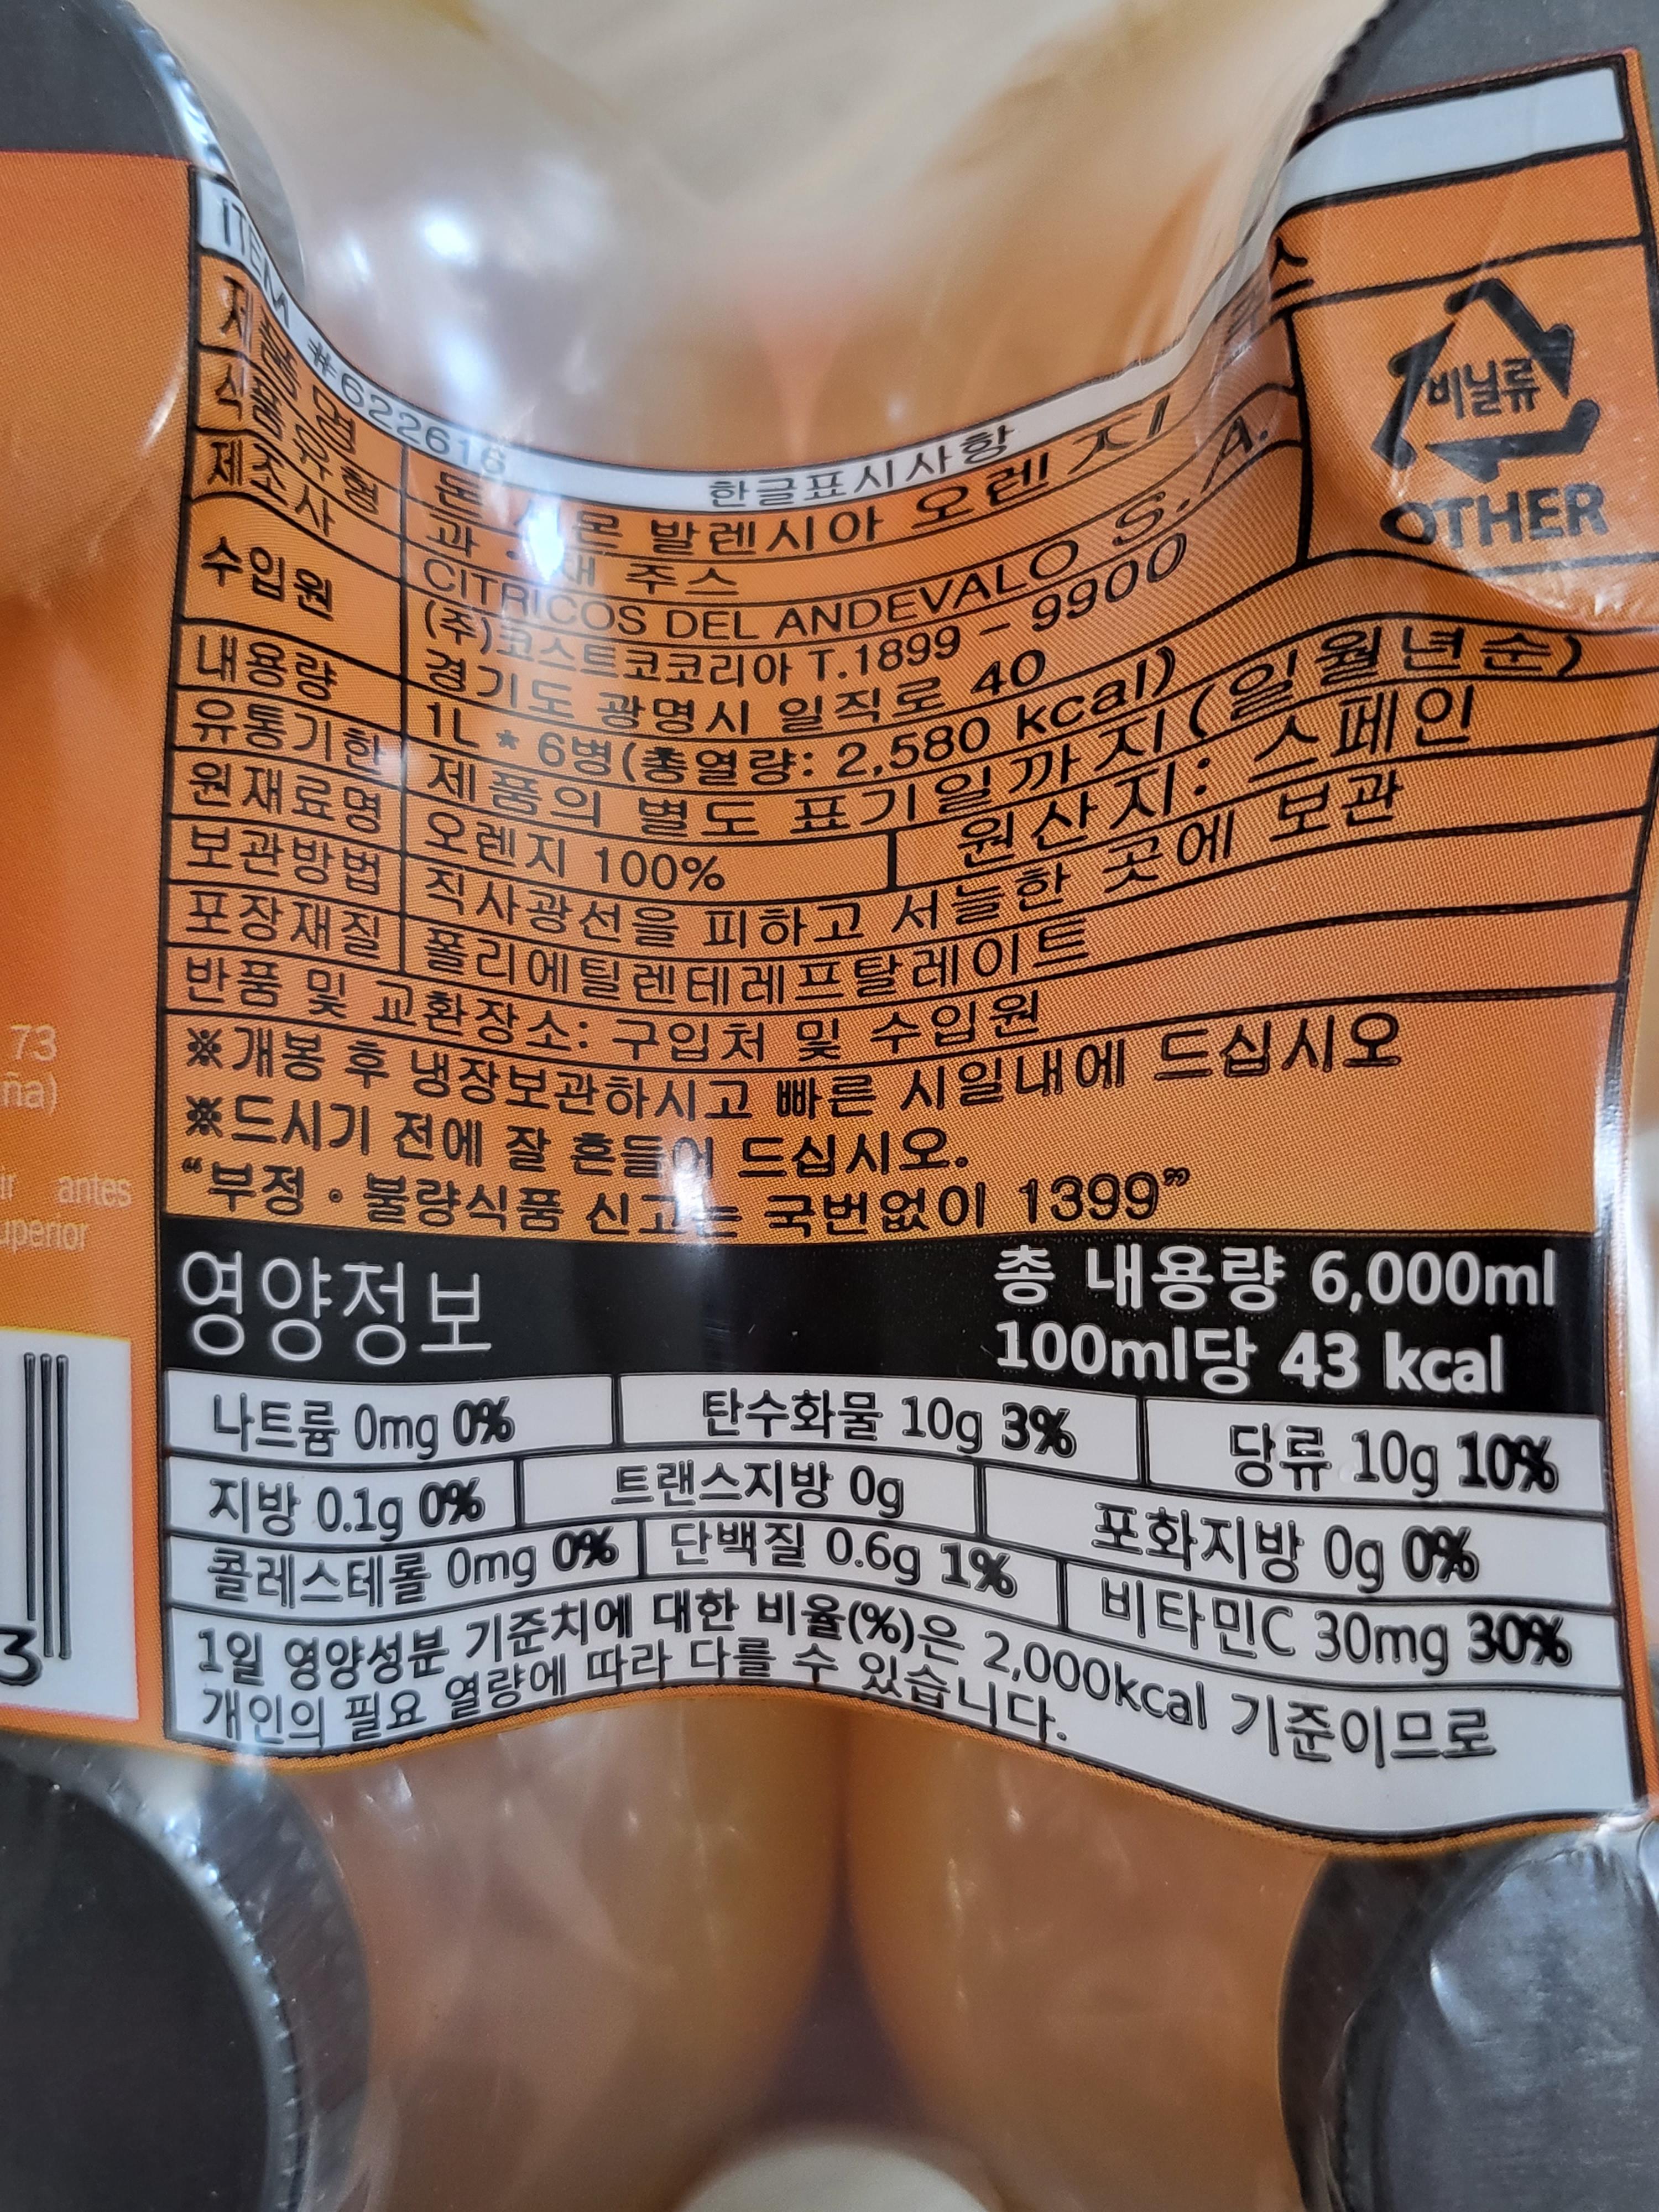 ITEM #622616 한글표시사항
제품명 돈 시몬 발렌시아 오렌지
식품유형 과·채 주스
제조사 CITRICOS DEL ANDEVALO S.A.
수입원 (주)코스트코코리아 T.1899-9900
경기도 광명시 일직로 40
내용량 1L * 6병(총열량: 2,580 kcal)
유통기한 제품의 별도 표기일까지(일월년순)
원재료명 오렌지 100% 원산지: 스페인
보관방법 직사광선을 피하고 서늘한 곳에 보관
포장재질 폴리에틸렌테레프탈레이트
반품 및 교환장소: 구입처 및 수입원
※개봉 후 냉장보관하시고 빠른 시일내에 드십시오
※드시기 전에 잘 흔들어 드십시오.
“부정·불량식품 신고는 국번없이 1399”
비닐류
OTHER
영양정보 총 내용량 6,000ml
100ml당 43 kcal
나트륨 0mg 0% 탄수화물 10g 3% 당류 10g 10%
지방 0.1g 0% 트랜스지방 0g 포화지방 0g 0%
콜레스테롤 0mg 0% 단백질 0.6g 1% 비타민C 30mg 30%
1일 영양성분 기준치에 대한 비율(%)은 2,000kcal 기준이므로
개인의 필요 열량에 따라 다를 수 있습니다.
73
ña)
antes
3